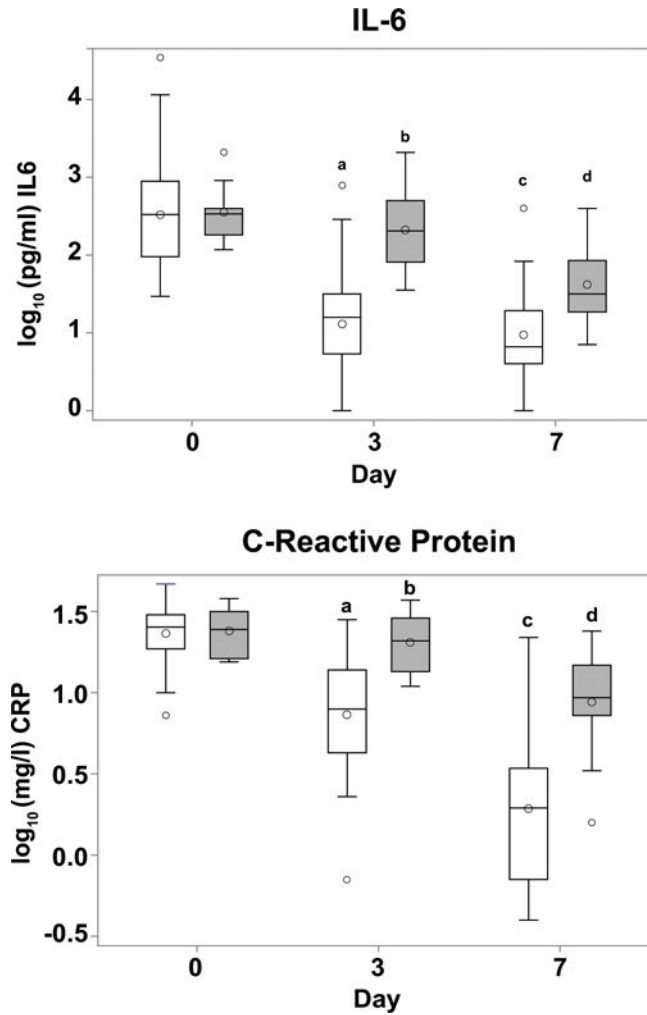 IL-6
log₁₀ (pg/ml) IL6
4
3
2
1
0
a
b
c
d
0 3 7
Day
C-Reactive Protein
log₁₀ (mg/l) CRP
1.5
1.0
0.5
0.0
-0.5
a
b
c
d
0 3 7
Day